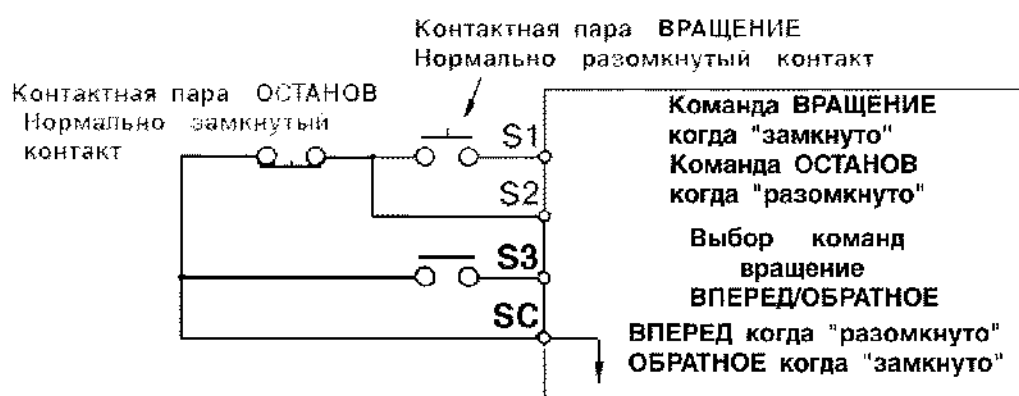 Контактная пара ВРАЩЕНИЕ
Нормально разомкнутый контакт
Контактная пара ОСТАНОВ
Нормально замкнутый
контакт
S1
S2
S3
SC
Команда ВРАЩЕНИЕ
когда "замкнуто"
Команда ОСТАНОВ
когда "разомкнуто"
Выбор команд
вращение
ВПЕРЕД/ОБРАТНОЕ
ВПЕРЕД когда "разомкнуто"
ОБРАТНОЕ когда "замкнуто"